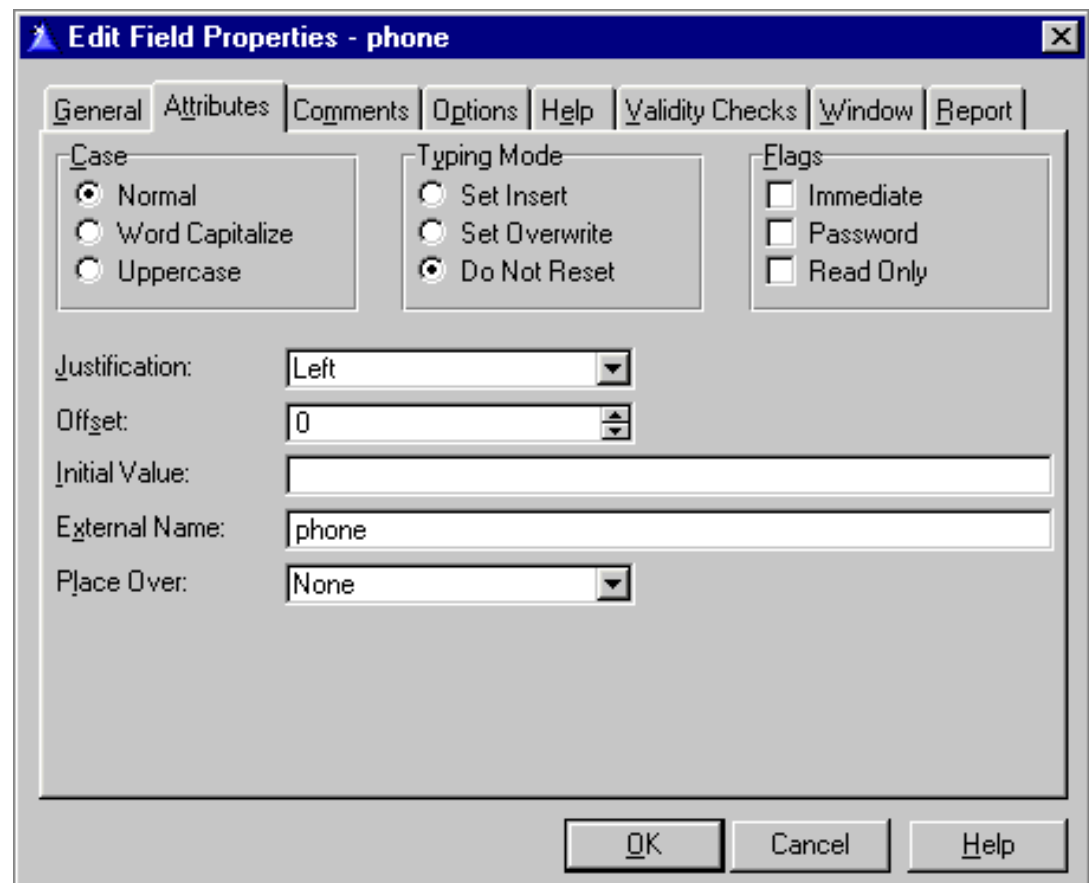 Edit Field Properties - phone
General Attributes Comments Options Help Validity Checks Window Report
Case Typing Mode Flags
Normal Set Insert Immediate
Word Capitalize Set Overwrite Password
Uppercase Do Not Reset Read Only
Justification: Left
Offset: 0
Initial Value:
External Name: phone
Place Over: None
OK Cancel Help